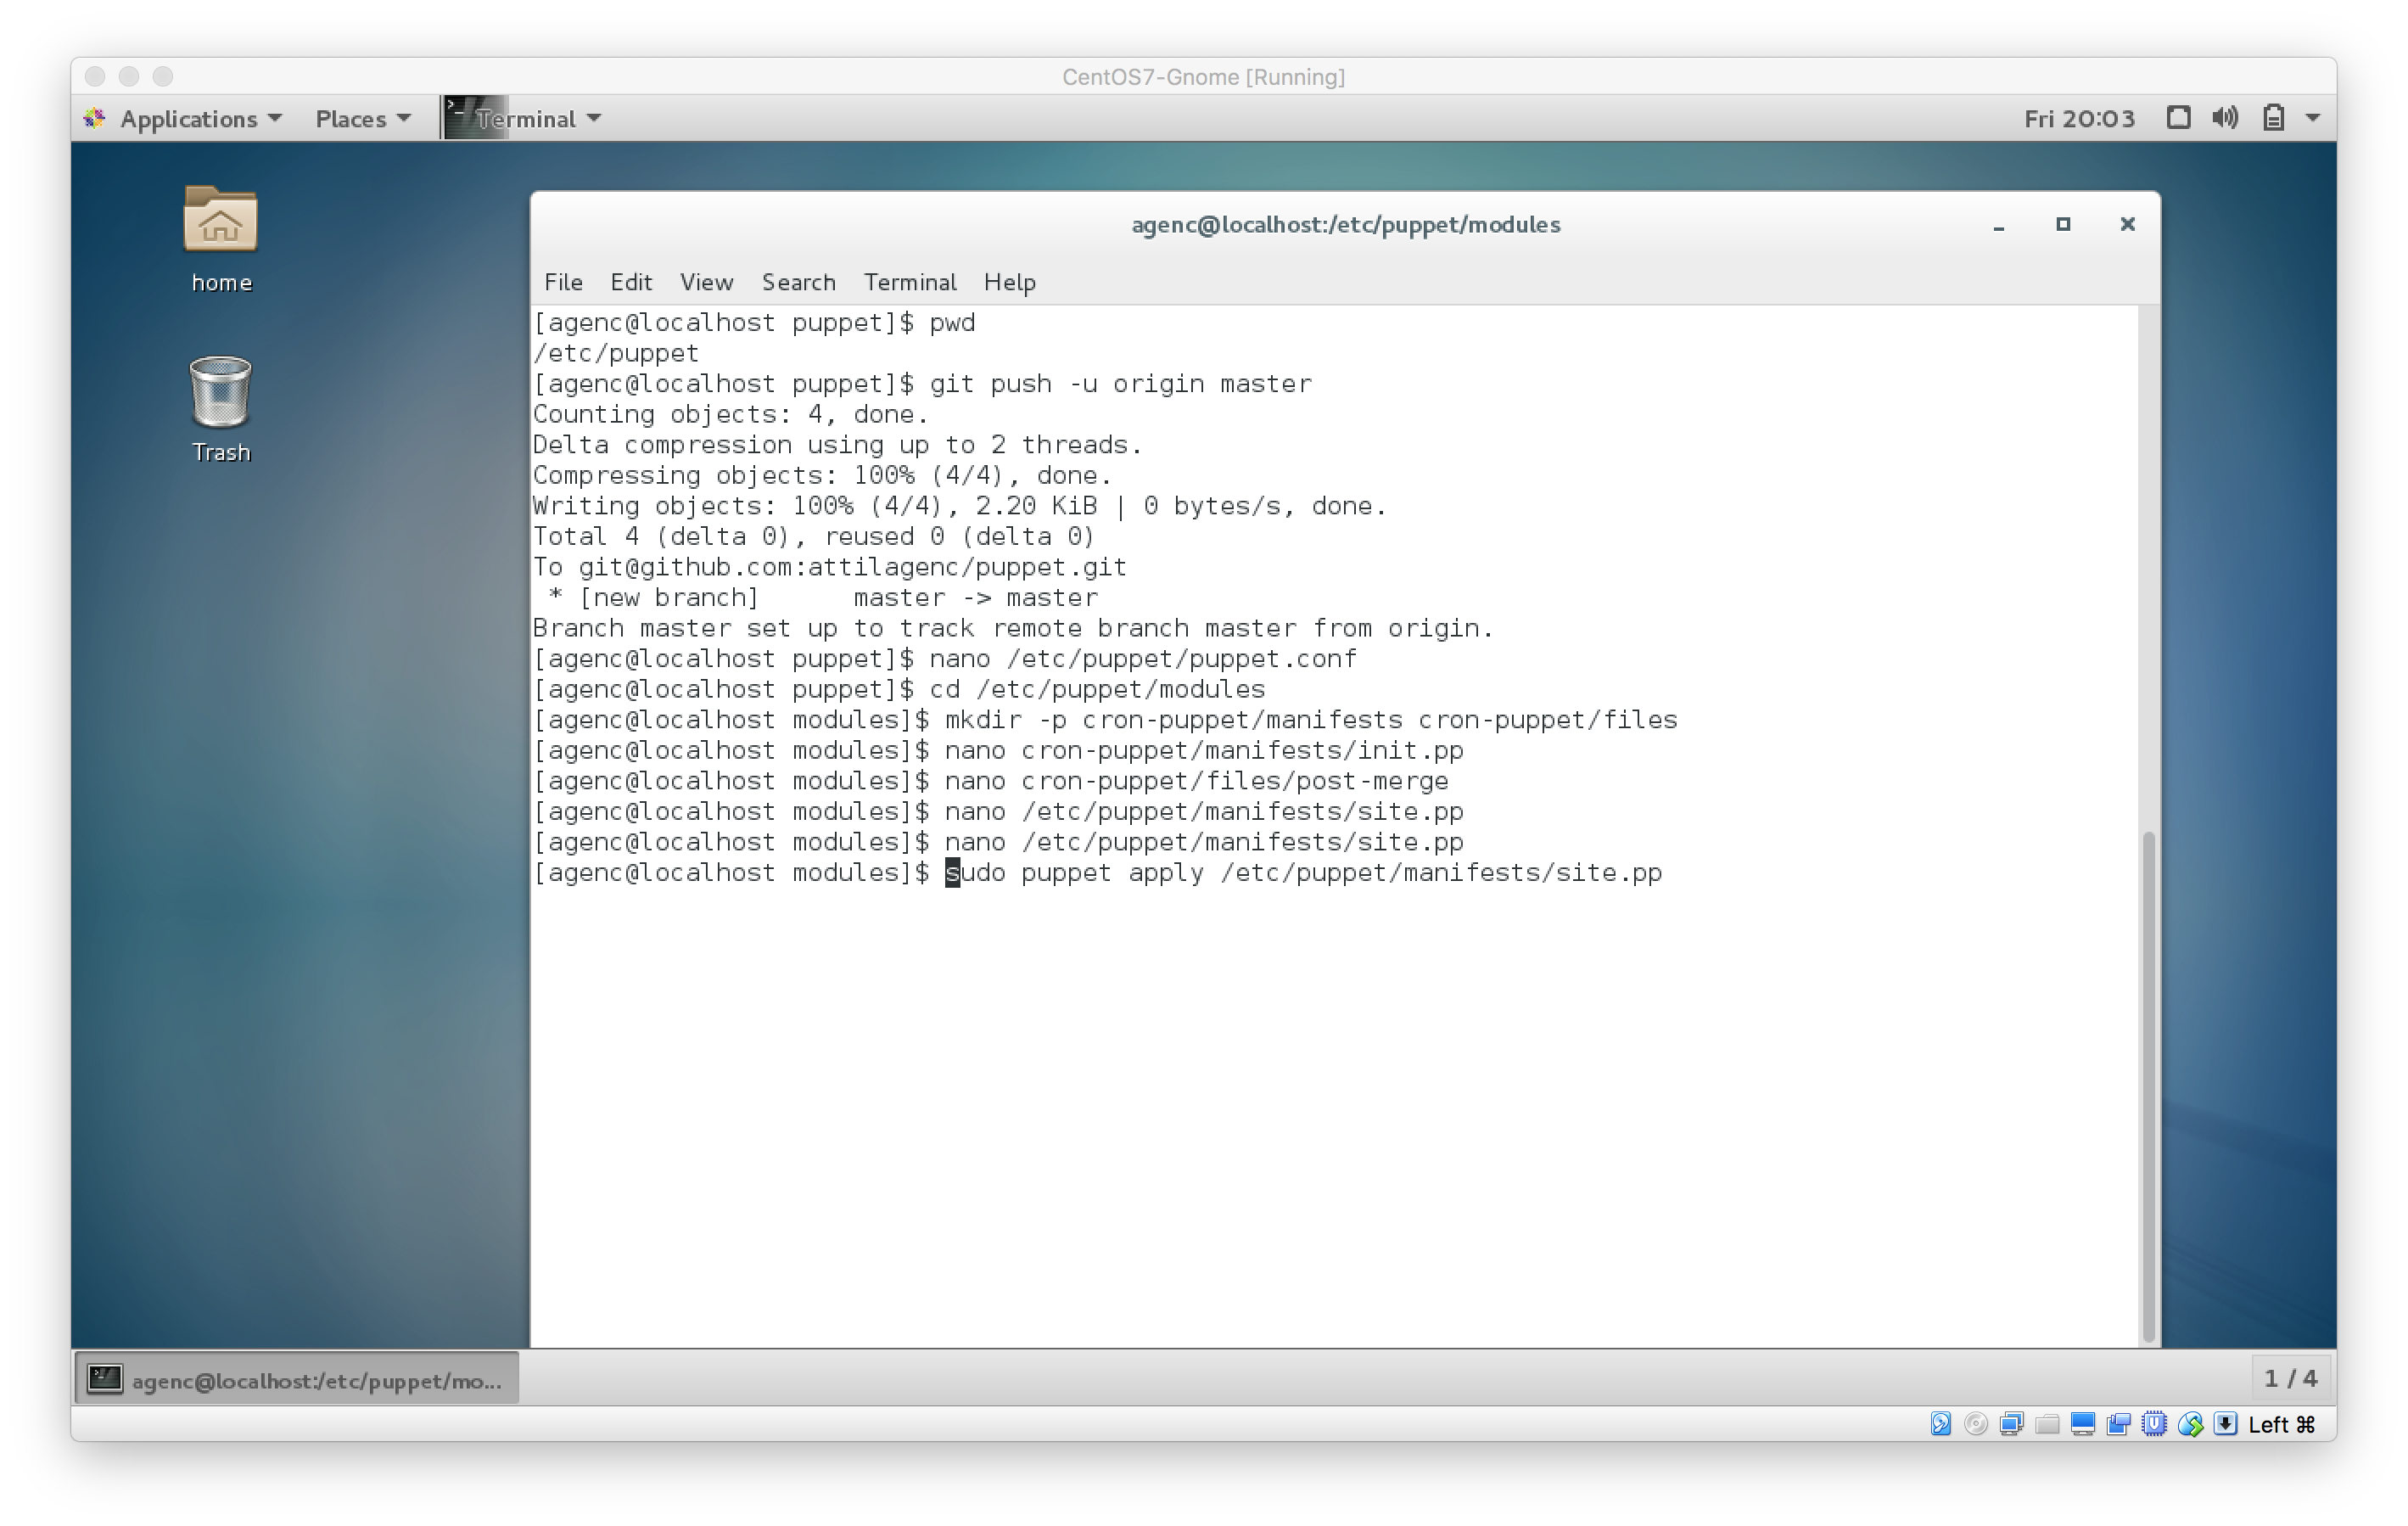 CentOS7-Gnome [Running]
Applications Places Terminal Fri 20:03
home
Trash
agenc@localhost:/etc/puppet/modules
File Edit View Search Terminal Help
[agenc@localhost puppet]$ pwd
/etc/puppet
[agenc@localhost puppet]$ git push -u origin master
Counting objects: 4, done.
Delta compression using up to 2 threads.
Compressing objects: 100% (4/4), done.
Writing objects: 100% (4/4), 2.20 KiB | 0 bytes/s, done.
Total 4 (delta 0), reused 0 (delta 0)
To git@github.com:attilagenc/puppet.git
 * [new branch]      master -> master
Branch master set up to track remote branch master from origin.
[agenc@localhost puppet]$ nano /etc/puppet/puppet.conf
[agenc@localhost puppet]$ cd /etc/puppet/modules
[agenc@localhost modules]$ mkdir -p cron-puppet/manifests cron-puppet/files
[agenc@localhost modules]$ nano cron-puppet/manifests/init.pp
[agenc@localhost modules]$ nano cron-puppet/files/post-merge
[agenc@localhost modules]$ nano /etc/puppet/manifests/site.pp
[agenc@localhost modules]$ nano /etc/puppet/manifests/site.pp
[agenc@localhost modules]$ sudo puppet apply /etc/puppet/manifests/site.pp
agenc@localhost:/etc/puppet/mo...
1 / 4
Left ⌘